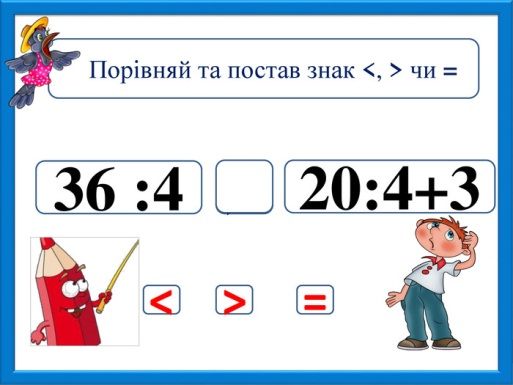 Порівняй та постав знак <, > чи =
36 :4 20:4+3
< > =